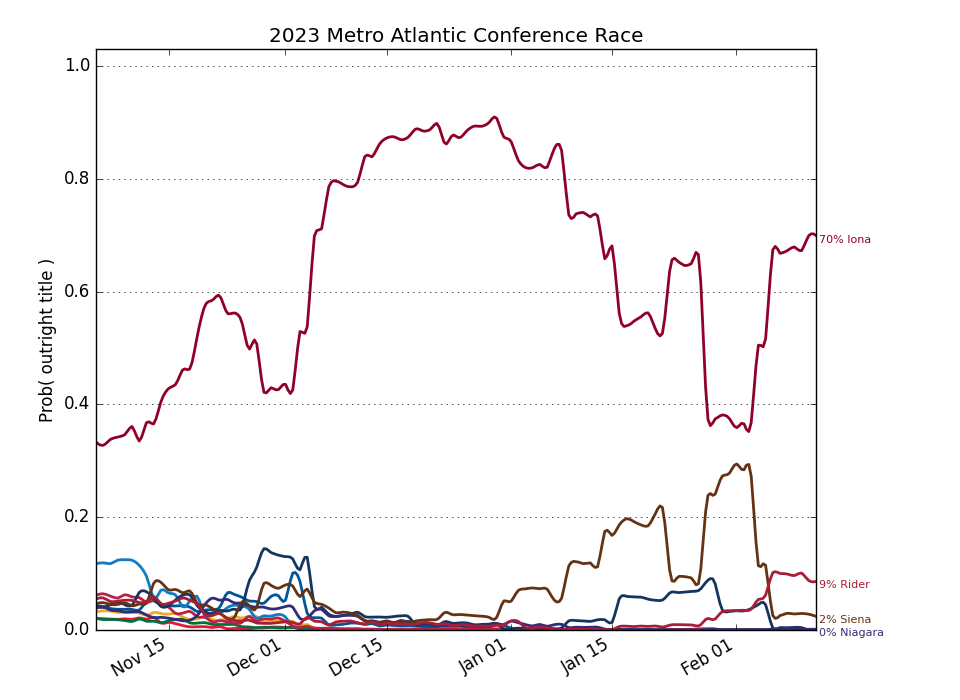 2023 Metro Atlantic Conference Race
Prob( outright title )
1.0
0.8
0.6
0.4
0.2
0.0
70% Iona
9% Rider
2% Siena
0% Niagara
Nov 15
Dec 01
Dec 15
Jan 01
Jan 15
Feb 01